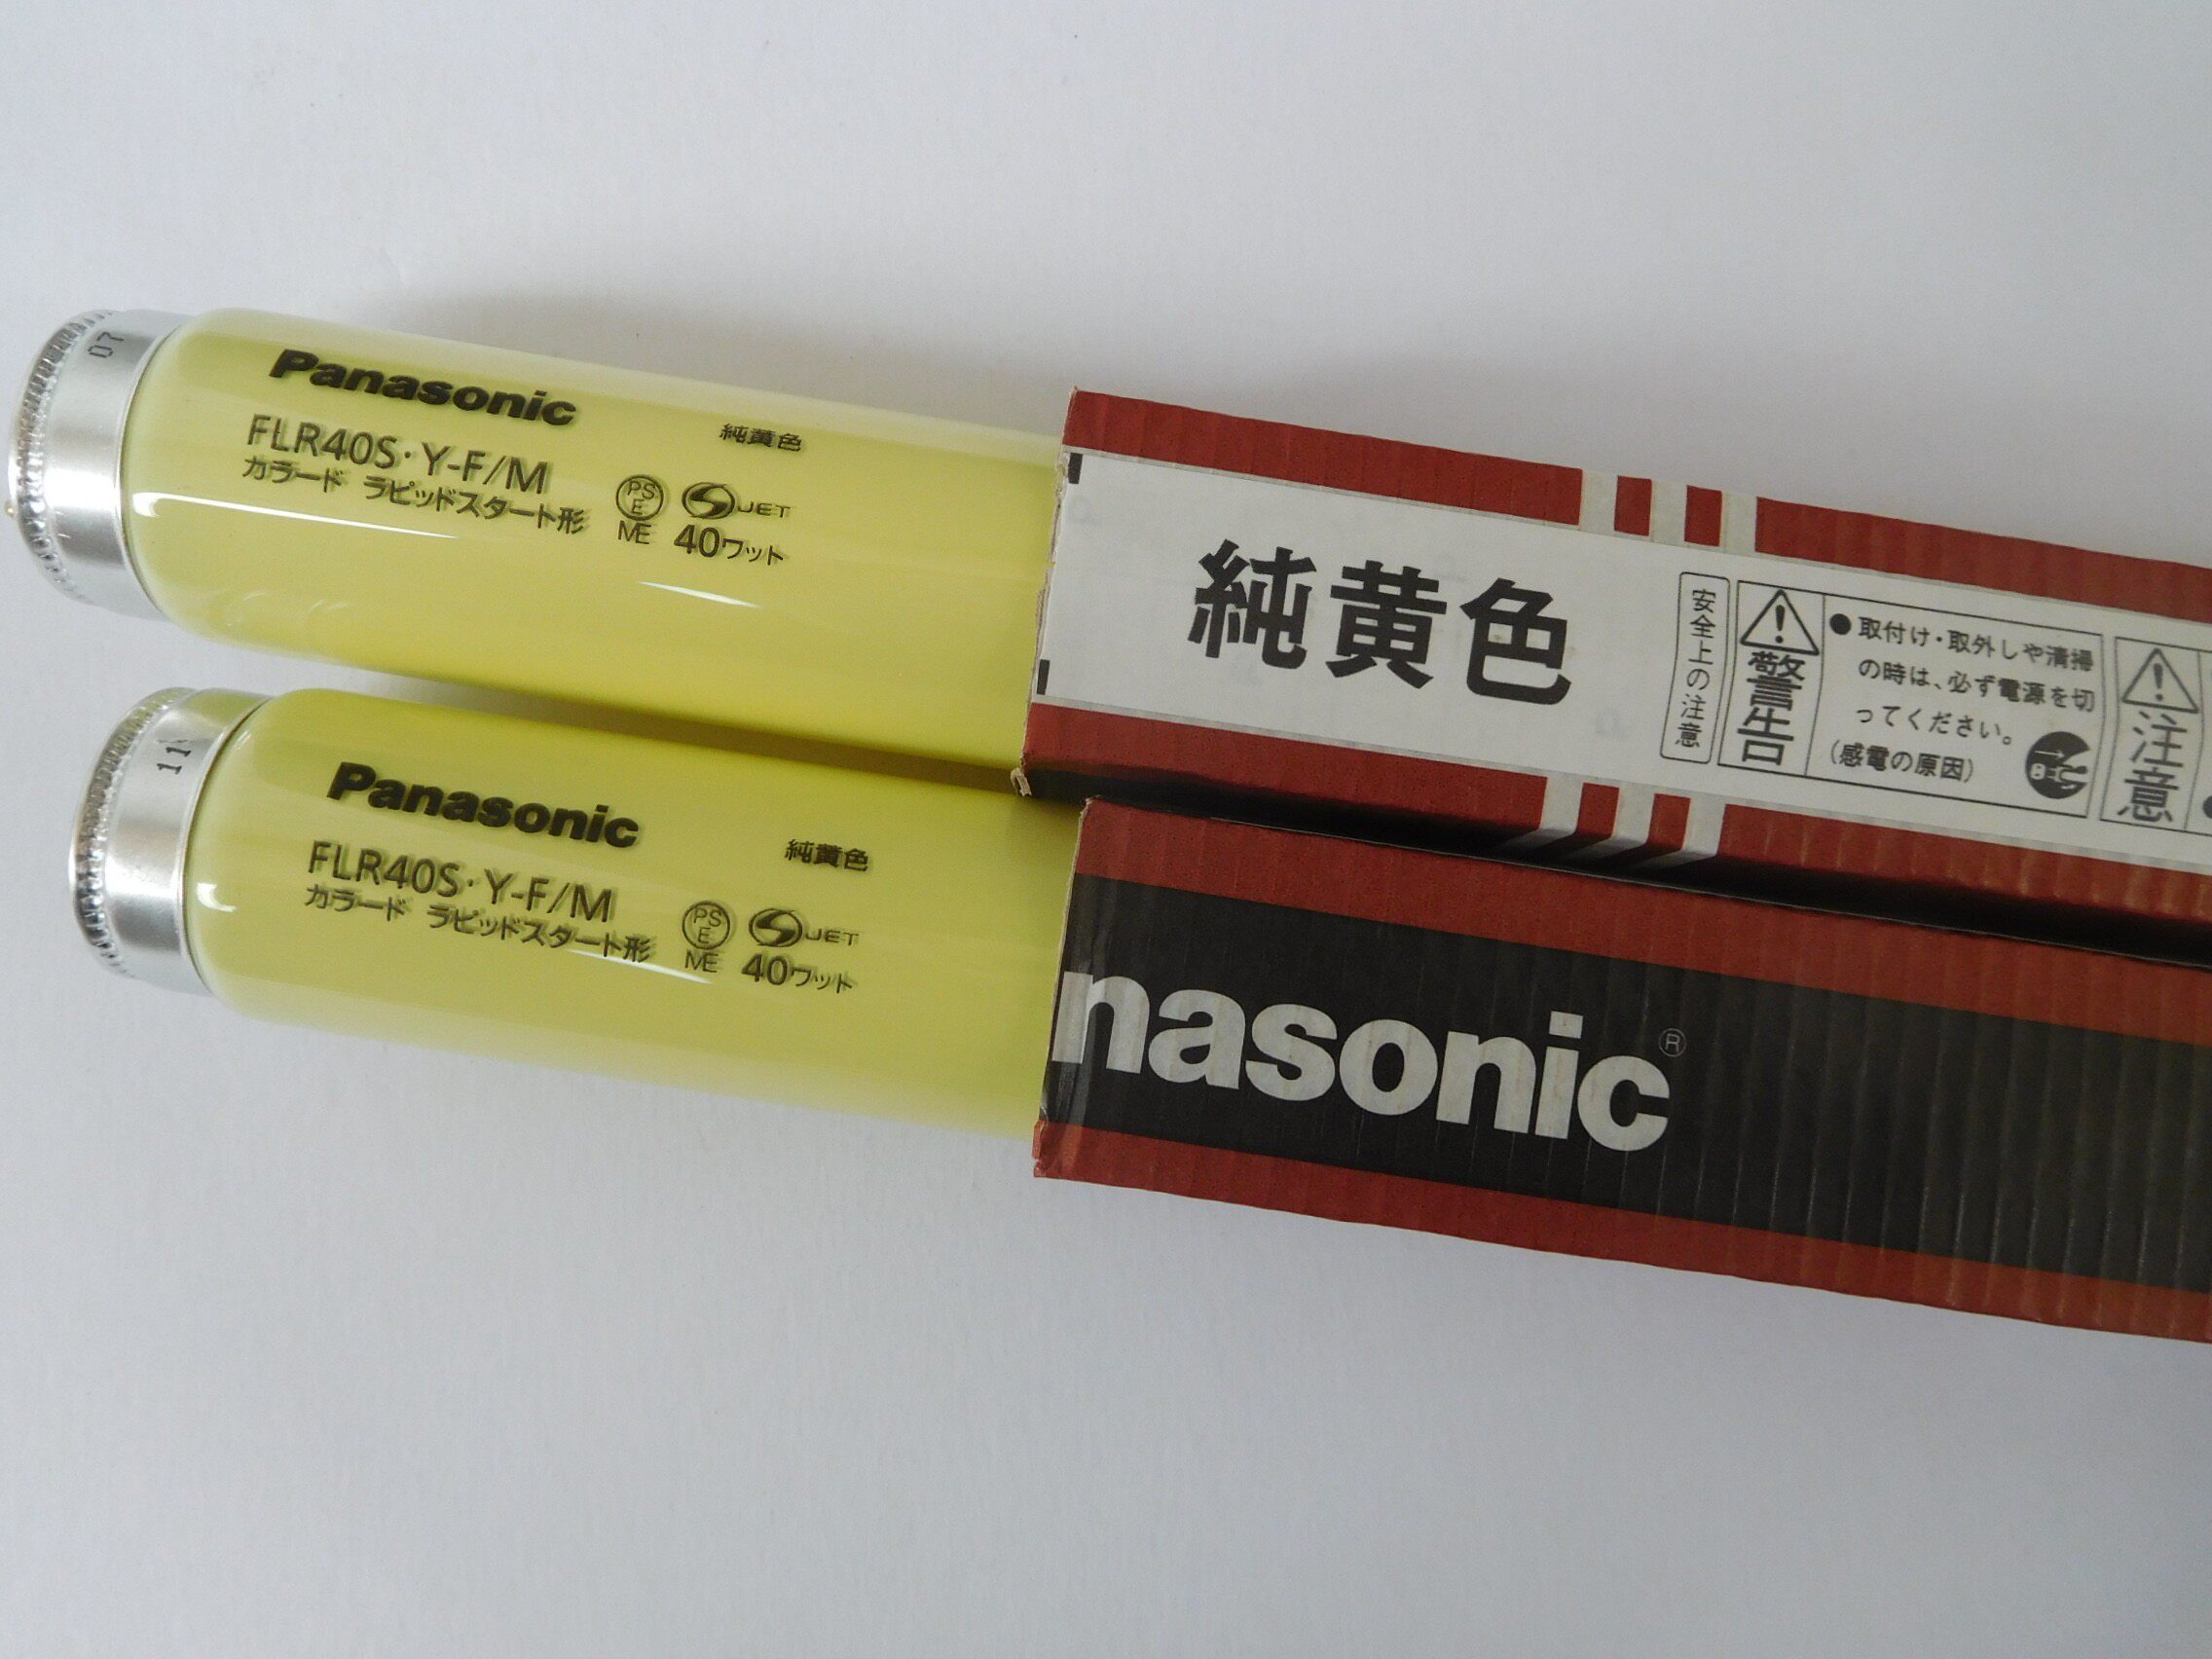 07
Panasonic
純黄色
FLR40S・Y-F/M
カラード ラピッドスタート形
PS
E
ME
JET
40ワット
11
Panasonic
純黄色
FLR40S・Y-F/M
カラード ラピッドスタート形
PS
E
ME
JET
40ワット
純黄色
安全上の注意
警告
●取付け・取外しや清掃
の時は、必ず電源を切
ってください。
(感電の原因)
注意
nasonic®